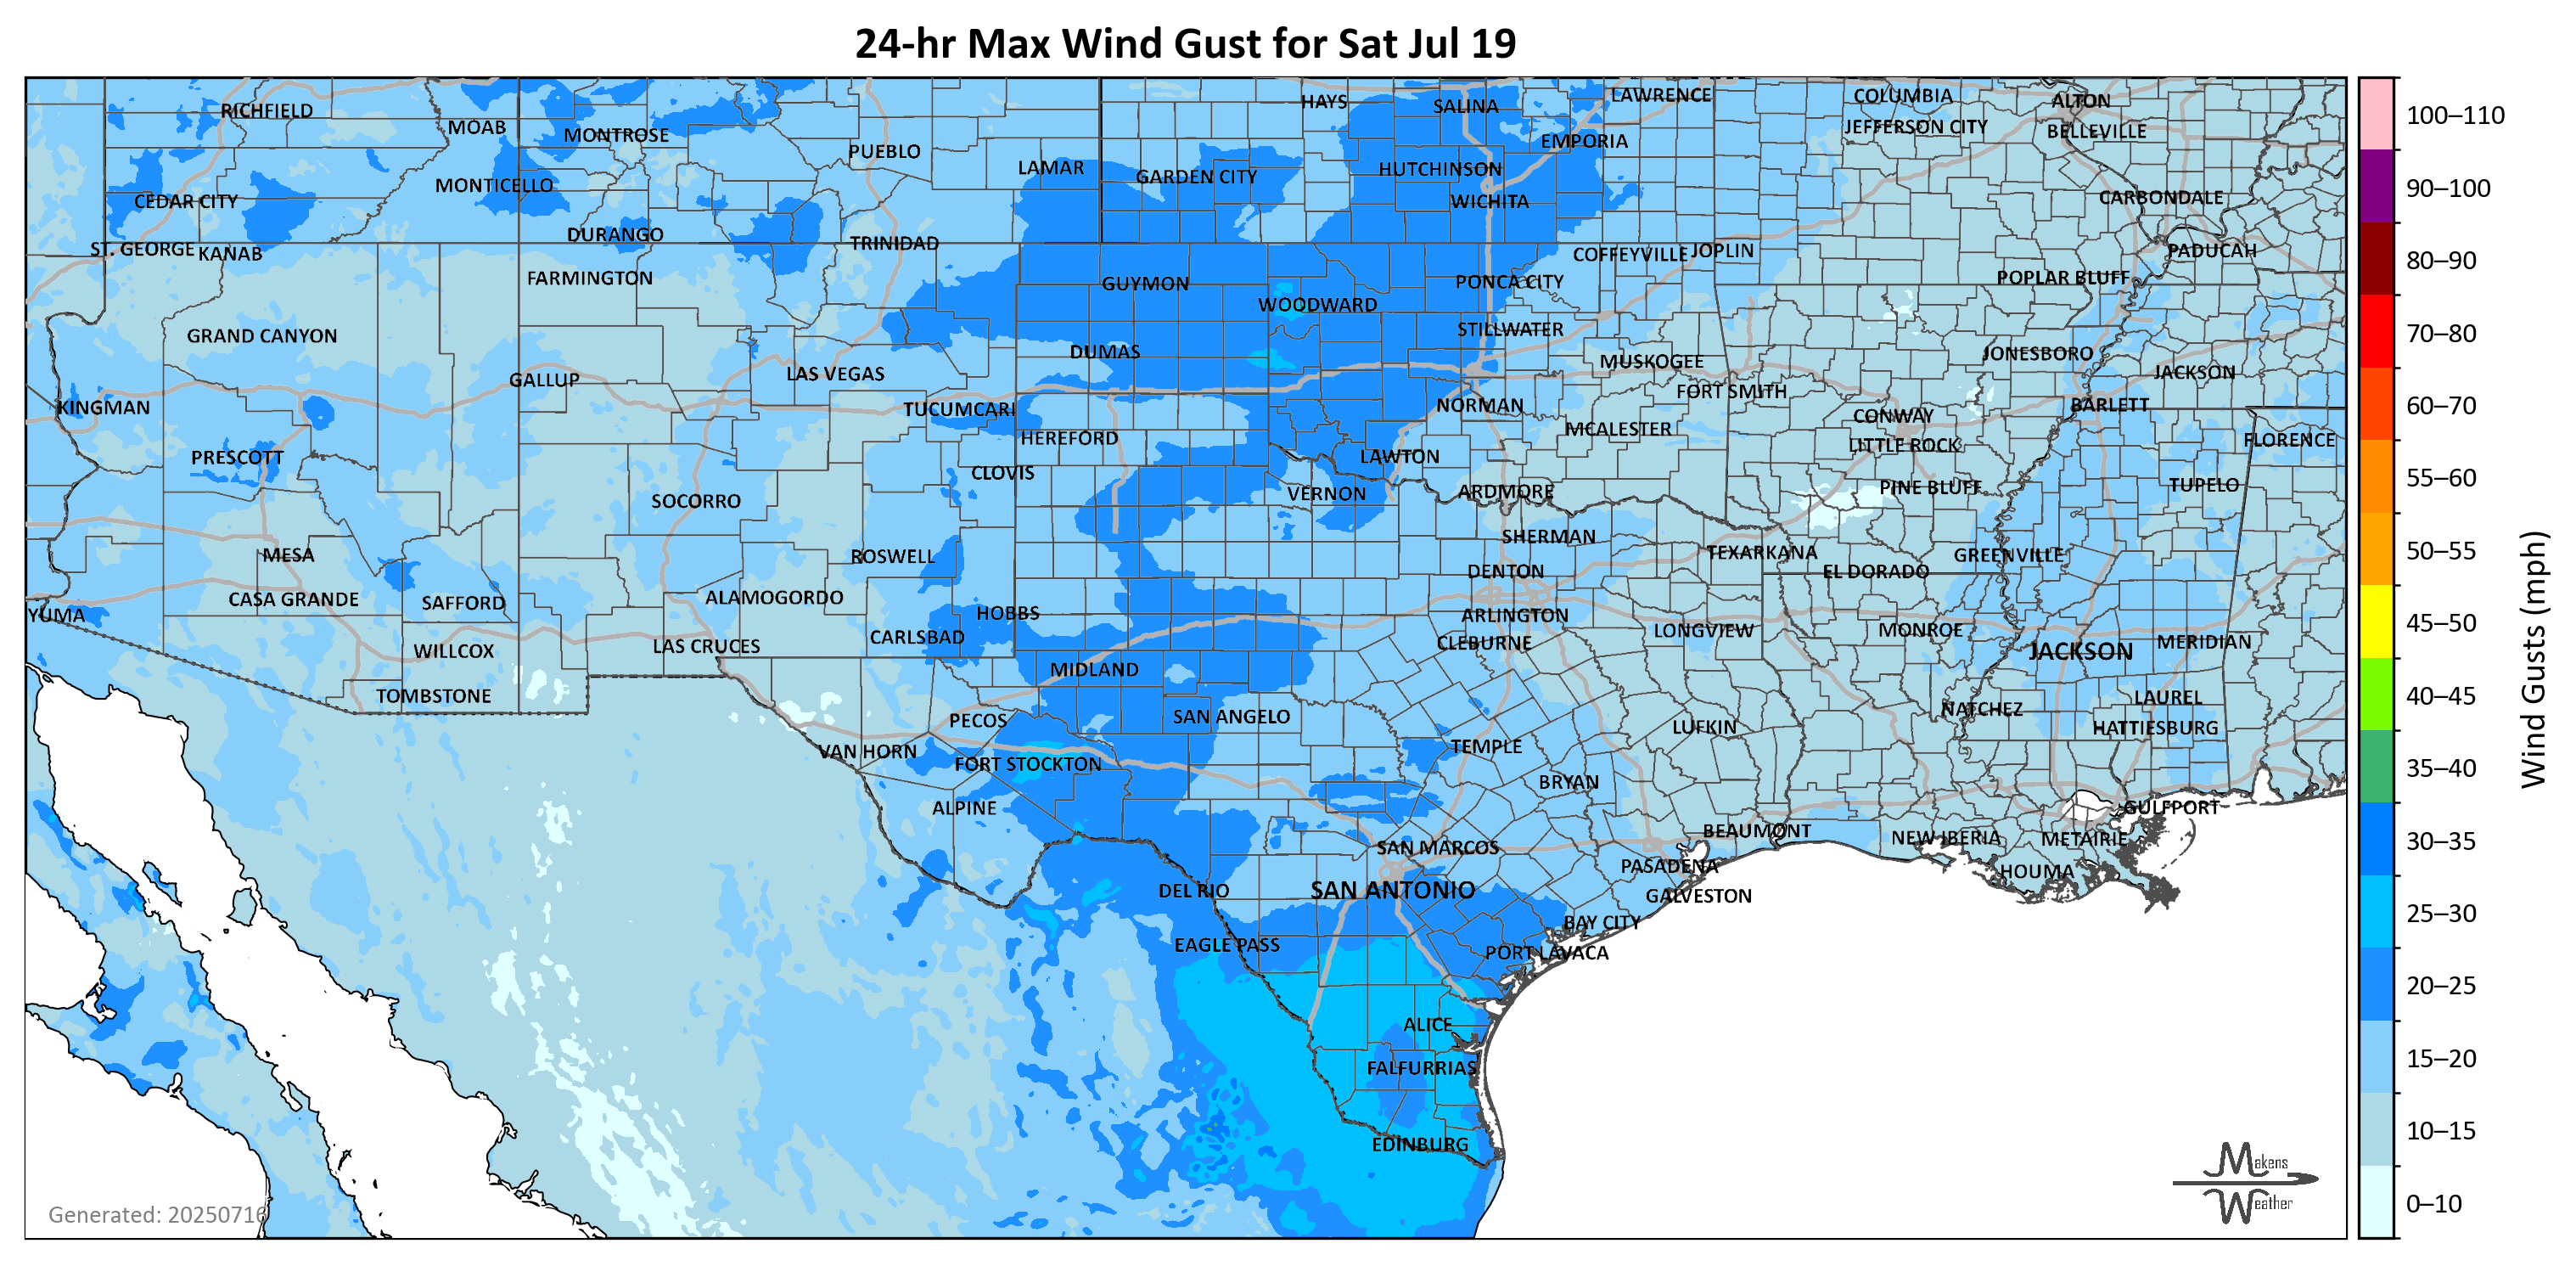 24-hr Max Wind Gust for Sat Jul 19
RICHFIELD
MOAB
MONTROSE
PUEBLO
LAMAR
HAYS
SALINA
LAWRENCE
COLUMBIA
ALTON
JEFFERSON CITY
BELLEVILLE
EMPORIA
HUTCHINSON
GARDEN CITY
MONTICELLO
CEDAR CITY
WICHITA
CARBONDALE
ST. GEORGE
KANAB
DURANGO
TRINIDAD
COFFEYVILLE
JOPLIN
PADUCAH
FARMINGTON
GUYMON
PONCA CITY
POPLAR BLUFF
WOODWARD
STILLWATER
GRAND CANYON
DUMAS
MUSKOGEE
JONESBORO
LAS VEGAS
GALLUP
JACKSON
KINGMAN
TUCUMCARI
NORMAN
FORT SMITH
CONWAY
BARLETT
HEREFORD
MCALESTER
LITTLE ROCK
FLORENCE
PRESCOTT
CLOVIS
LAWTON
SOCORRO
VERNON
ARDMORE
PINE BLUFF
TUPELO
MESA
ROSWELL
SHERMAN
TEXARKANA
GREENVILLE
DENTON
EL DORADO
CASA GRANDE
SAFFORD
ALAMOGORDO
YUMA
HOBBS
ARLINGTON
CARLSBAD
CLEBURNE
LONGVIEW
MONROE
JACKSON
MERIDIAN
WILLCOX
LAS CRUCES
MIDLAND
TOMBSTONE
PECOS
SAN ANGELO
LUFKIN
NATCHEZ
LAUREL
HATTIESBURG
VAN HORN
FORT STOCKTON
TEMPLE
BRYAN
ALPINE
GULFPORT
BEAUMONT
NEW IBERIA
METAIRIE
SAN MARCOS
PASADENA
HOUMA
DEL RIO
SAN ANTONIO
GALVESTON
BAY CITY
EAGLE PASS
PORT LAVACA
ALICE
FALFURRIAS
EDINBURG
Generated: 20250716
Makens
Weather
100–110
90–100
80–90
70–80
60–70
55–60
50–55
45–50
40–45
35–40
30–35
25–30
20–25
15–20
10–15
0–10
Wind Gusts (mph)